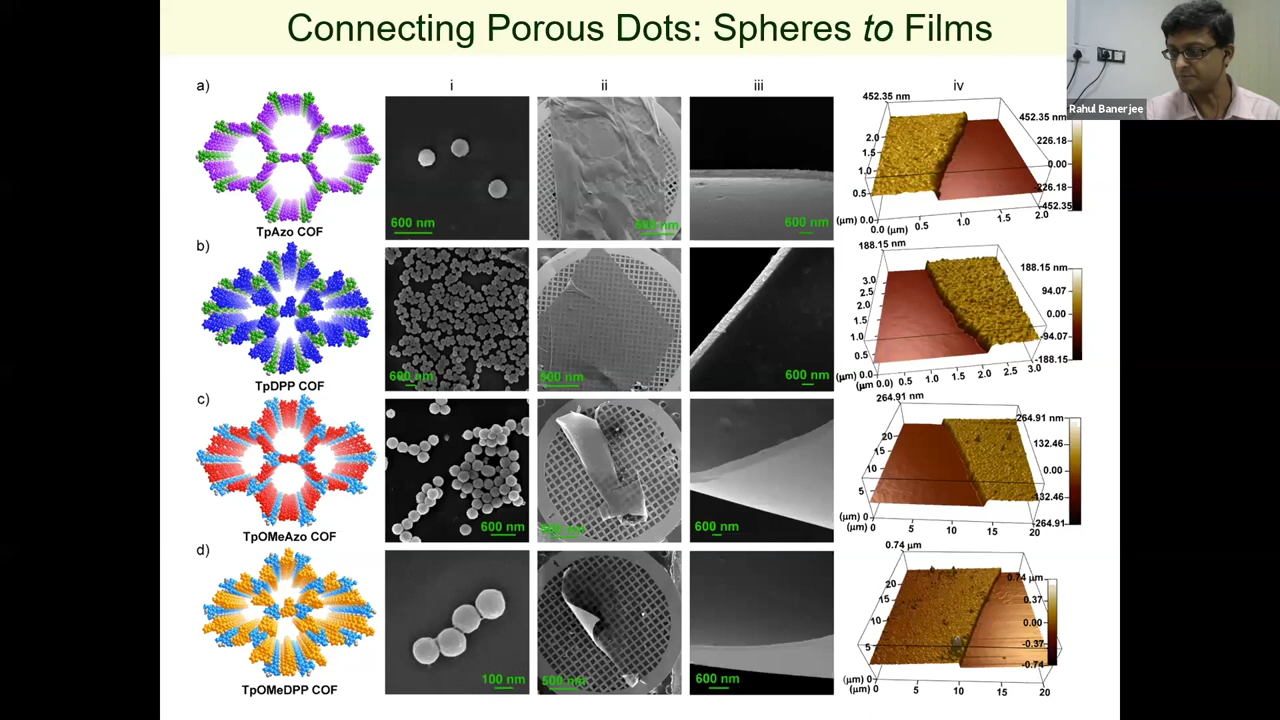 Connecting Porous Dots: Spheres to Films
Rahul Banerjee
i
ii
iii
iv
a)
TpAzo COF
600 nm
500 nm
600 nm
452.35 nm
2.0
1.5
1.0
0.5
(µm) 0.0
0.0 (µm)
0.5
1.0
1.5
2.0
452.35 nm
226.18
0.00
-226.18
-452.35
b)
TpDPP COF
600 nm
500 nm
600 nm
188.15 nm
3.0
2.5
2.0
1.5
1.0
0.5
(µm) 0.0
(µm 0.0)
0.5
1.0
1.5
2.0
2.5
3.0
188.15 nm
94.07
0.00
-94.07
-188.15
c)
TpOMeAzo COF
600 nm
500 nm
600 nm
264.91 nm
20
15
10
5
(µm) 0
(µm) 0
5
10
15
20
264.91 nm
132.46
0.00
-132.46
-264.91
d)
TpOMeDPP COF
100 nm
500 nm
600 nm
0.74 µm
20
15
10
5
(µm) 0
(µm) 0
5
10
15
20
0.74 µm
0.37
0.00
-0.37
-0.74